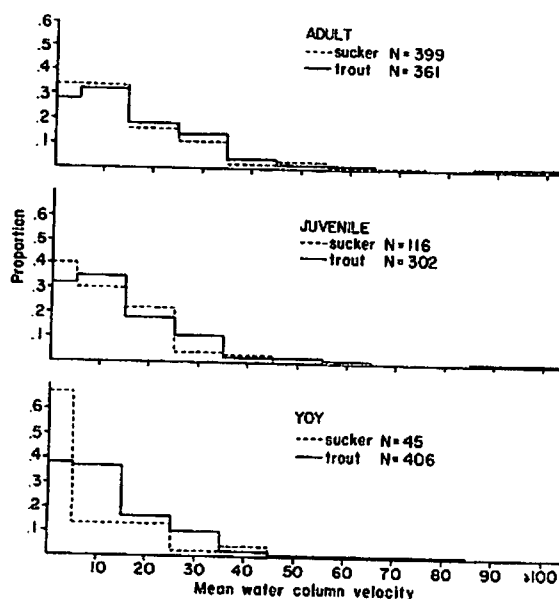 .6
.5
.4
.3
.2
.1
ADULT
sucker N=399
trout N=361
.6
.5
.4
.3
.2
.1
JUVENILE
sucker N=116
trout N=302
Proportion
.6
.5
.4
.3
.2
.1
YOY
sucker N=45
trout N=406
10 20 30 40 50 60 70 80 90 ≥100
Mean water column velocity